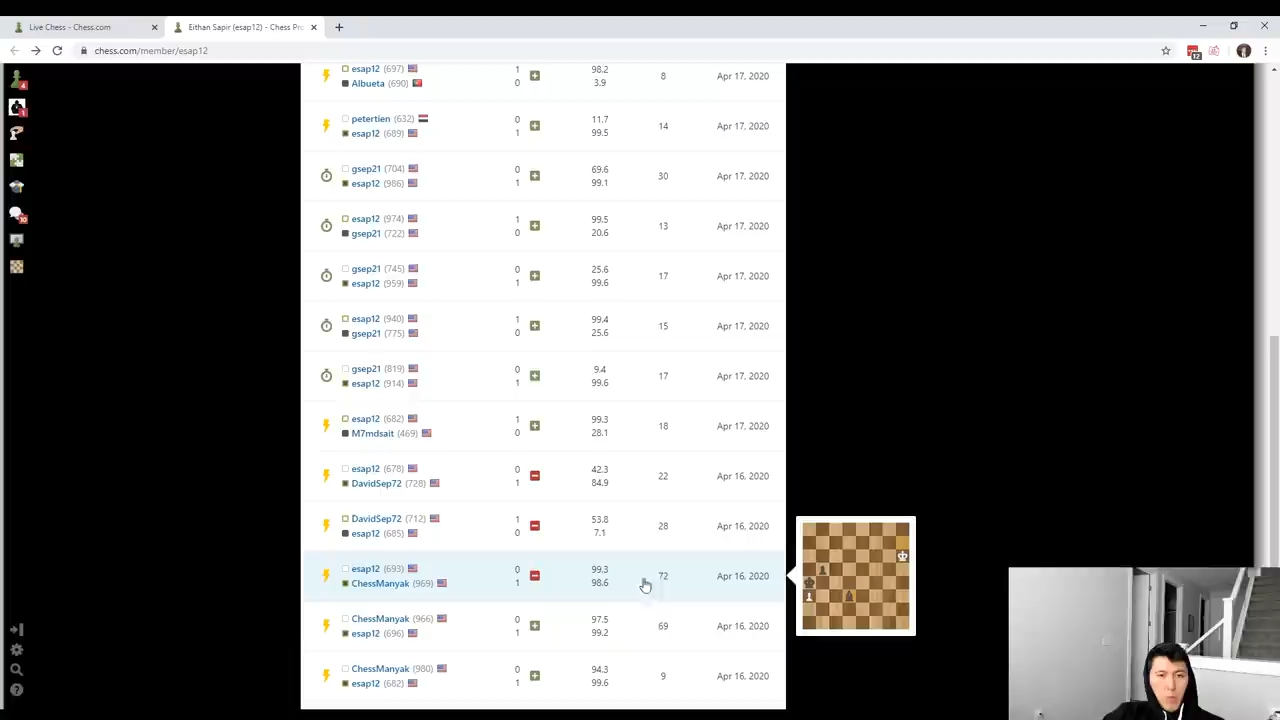 Live Chess - Chess.com
Eithan Sapir (esap12) - Chess Pro
chess.com/member/esap12
12
4
1
10
esap12 (697) 1 98.2 8 Apr 17, 2020
Albueta (690) 0 3.9
petertien (632) 0 11.7 14 Apr 17, 2020
esap12 (689) 1 99.5
gsep21 (704) 0 69.6 30 Apr 17, 2020
esap12 (986) 1 99.1
esap12 (974) 1 99.5 13 Apr 17, 2020
gsep21 (722) 0 20.6
gsep21 (745) 0 25.6 17 Apr 17, 2020
esap12 (959) 1 99.6
esap12 (940) 1 99.4 15 Apr 17, 2020
gsep21 (775) 0 25.6
gsep21 (819) 0 9.4 17 Apr 17, 2020
esap12 (914) 1 99.6
esap12 (682) 1 99.3 18 Apr 17, 2020
M7mdsait (469) 0 28.1
esap12 (678) 0 42.3 22 Apr 16, 2020
DavidSep72 (728) 1 84.9
DavidSep72 (712) 1 53.8 28 Apr 16, 2020
esap12 (685) 0 7.1
esap12 (693) 0 99.3 72 Apr 16, 2020
ChessManyak (969) 1 98.6
ChessManyak (966) 0 97.5 69 Apr 16, 2020
esap12 (696) 1 99.2
ChessManyak (980) 0 94.3 9 Apr 16, 2020
esap12 (682) 1 99.6